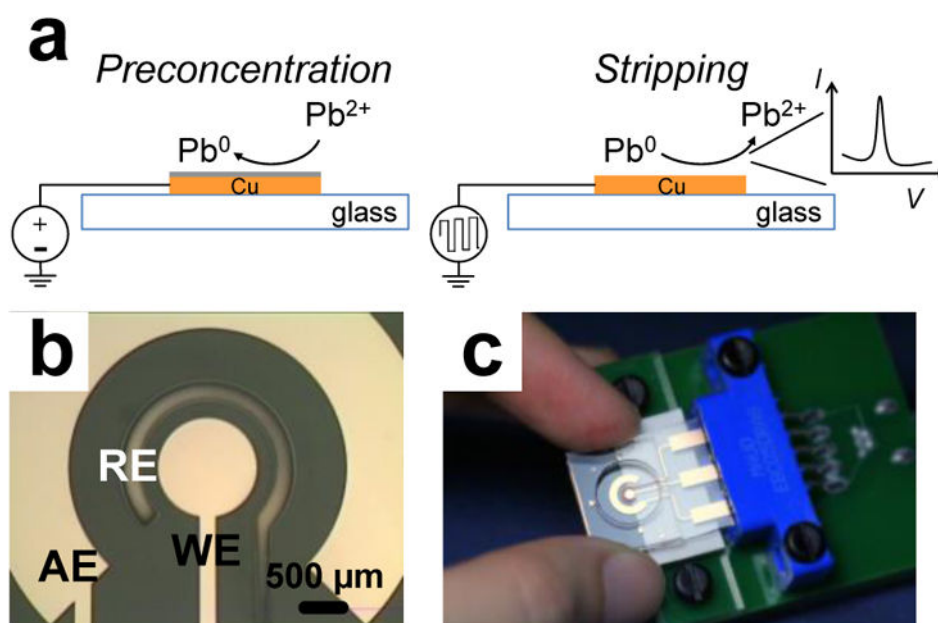 a
Preconcentration
Stripping
Pb²⁺
Pb⁰
Cu
glass
+
-
Pb²⁺
Pb⁰
Cu
glass
I
V
b
RE
WE
AE
500 µm
c